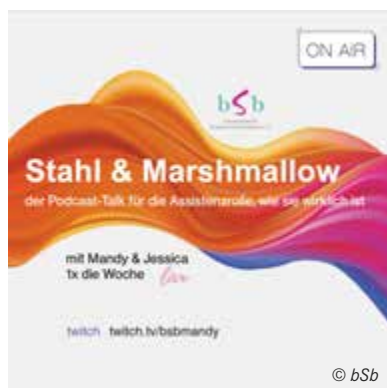 ON AIR
bSb
Stahl & Marshmallow
der Podcast-Talk für die Assistenzrolle, wie sie wirklich ist
mit Mandy & Jessica
1x die Woche live
twitch twitch.tv/bsbmandy
© bSb